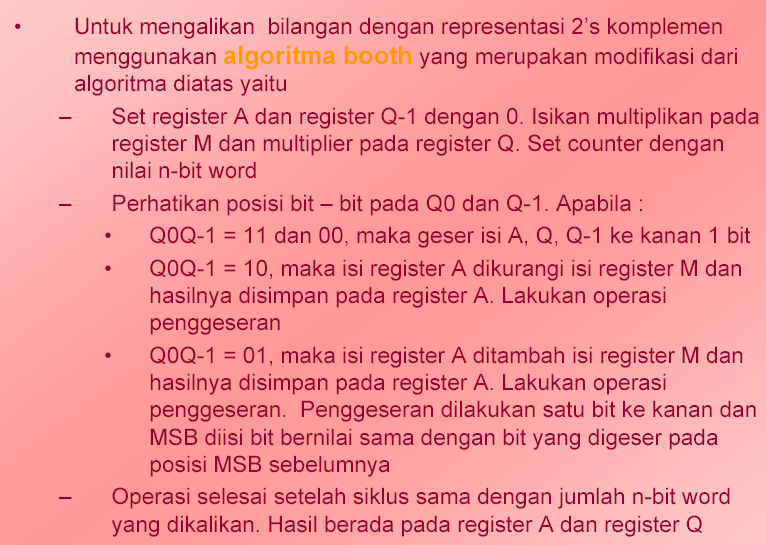 • Untuk mengalikan  bilangan dengan representasi 2's komplemen
menggunakan algoritma booth yang merupakan modifikasi dari
algoritma diatas yaitu
– Set register A dan register Q-1 dengan 0. Isikan multiplikan pada
register M dan multiplier pada register Q. Set counter dengan
nilai n-bit word
– Perhatikan posisi bit – bit pada Q0 dan Q-1. Apabila :
• Q0Q-1 = 11 dan 00, maka geser isi A, Q, Q-1 ke kanan 1 bit
• Q0Q-1 = 10, maka isi register A dikurangi isi register M dan
hasilnya disimpan pada register A. Lakukan operasi
penggeseran
• Q0Q-1 = 01, maka isi register A ditambah isi register M dan
hasilnya disimpan pada register A. Lakukan operasi
penggeseran.  Penggeseran dilakukan satu bit ke kanan dan
MSB diisi bit bernilai sama dengan bit yang digeser pada
posisi MSB sebelumnya
– Operasi selesai setelah siklus sama dengan jumlah n-bit word
yang dikalikan. Hasil berada pada register A dan register Q